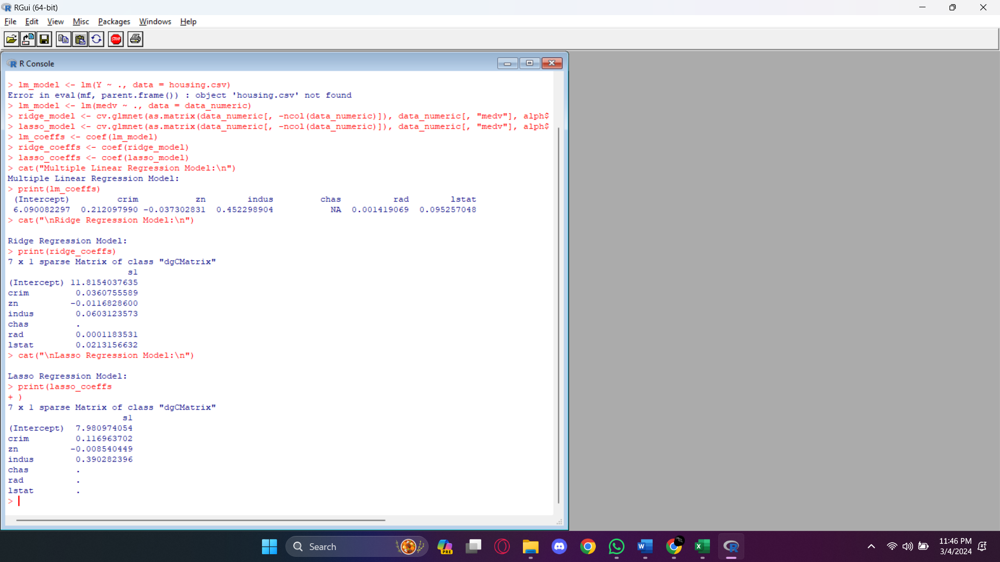 RGui (64-bit)
File Edit View Misc Packages Windows Help
STOP
R Console
> lm_model <- lm(Y ~ ., data = housing.csv)
Error in eval(mf, parent.frame()) : object 'housing.csv' not found
> lm_model <- lm(medv ~ ., data = data_numeric)
> ridge_model <- cv.glmnet(as.matrix(data_numeric[, -ncol(data_numeric)]), data_numeric[, "medv"], alph$
> lasso_model <- cv.glmnet(as.matrix(data_numeric[, -ncol(data_numeric)]), data_numeric[, "medv"], alph$
> lm_coeffs <- coef(lm_model)
> ridge_coeffs <- coef(ridge_model)
> lasso_coeffs <- coef(lasso_model)
> cat("Multiple Linear Regression Model:\n")
Multiple Linear Regression Model:
> print(lm_coeffs)
(Intercept) crim zn indus chas rad lstat
6.090082297 0.212097990 -0.037302831 0.452298904 NA 0.001419069 0.095257048
> cat("\nRidge Regression Model:\n")
Ridge Regression Model:
> print(ridge_coeffs)
7 x 1 sparse Matrix of class "dgCMatrix"
s1
(Intercept) 11.8154037635
crim 0.0360755589
zn -0.0116828600
indus 0.0603123573
chas .
rad 0.0001183531
lstat 0.0213156632
> cat("\nLasso Regression Model:\n")
Lasso Regression Model:
> print(lasso_coeffs
+ )
7 x 1 sparse Matrix of class "dgCMatrix"
s1
(Intercept) 7.980974054
crim 0.116963702
zn -0.008540449
indus 0.390282396
chas .
rad .
lstat .
>
Search
PRE
11:46 PM
3/4/2024